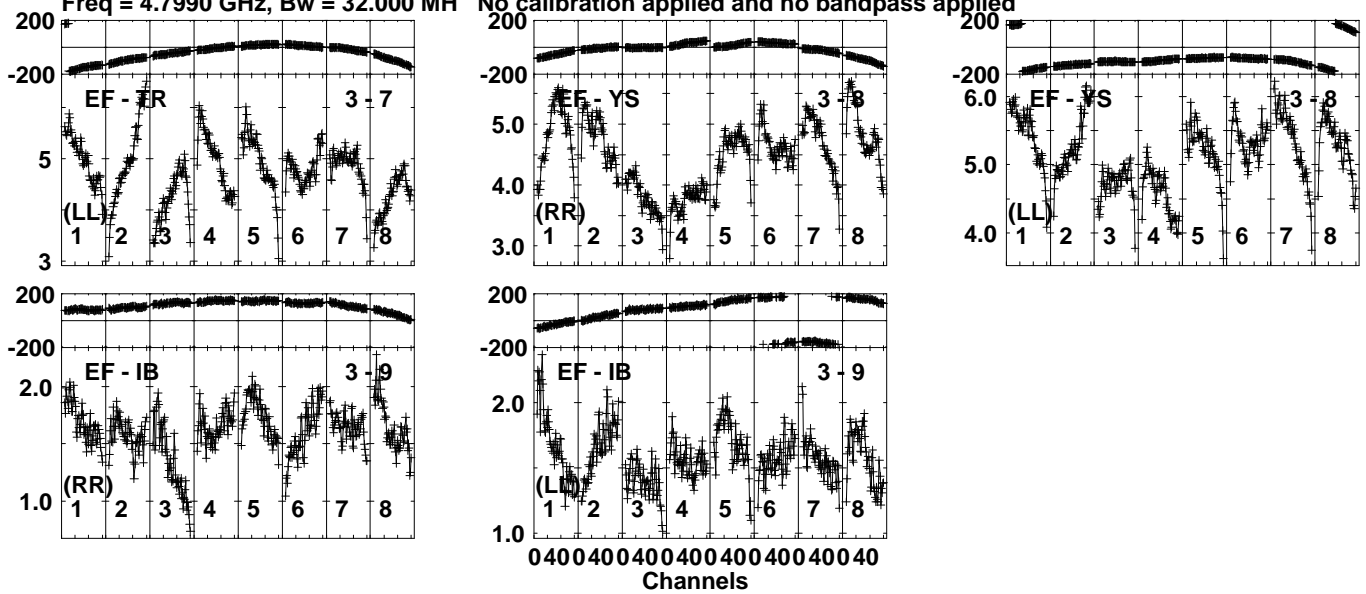 Freq = 4.7990 GHz, Bw = 32.000 MH No calibration applied and no bandpass applied
200
-200
EF - TR 3 - 7
5
3
(LL)
1 2 3 4 5 6 7 8
200
-200
EF - YS 3 - 8
5.0
4.0
3.0
(RR)
1 2 3 4 5 6 7 8
200
-200
EF - YS 3 - 8
6.0
5.0
4.0
(LL)
1 2 3 4 5 6 7 8
200
-200
EF - IB 3 - 9
2.0
1.0
(RR)
1 2 3 4 5 6 7 8
200
-200
EF - IB 3 - 9
2.0
1.0
(LL)
1 2 3 4 5 6 7 8
0 40 0 40 0 40 0 40 0 40 0 40 0 40 0 40
Channels